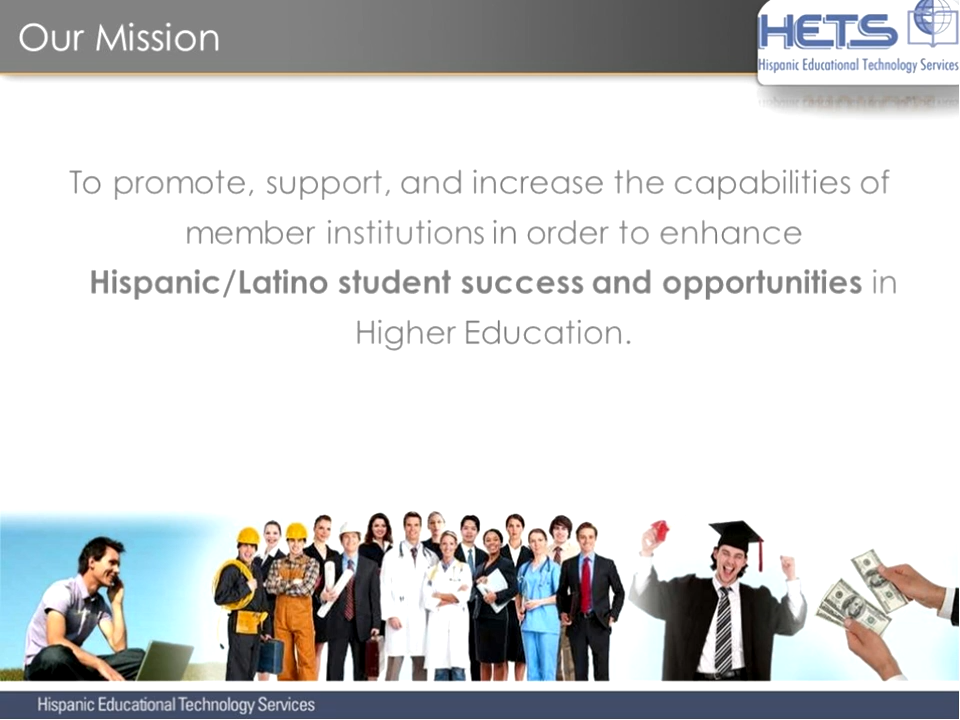 Our Mission
HETS
Hispanic Educational Technology Services
To promote, support, and increase the capabilities of
member institutions in order to enhance
Hispanic/Latino student success and opportunities in
Higher Education.
Hispanic Educational Technology Services